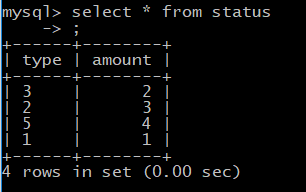 mysql> select * from status
    -> ;
+------+--------+
| type | amount |
+------+--------+
| 3    |      2 |
| 2    |      3 |
| 5    |      4 |
| 1    |      1 |
+------+--------+
4 rows in set (0.00 sec)